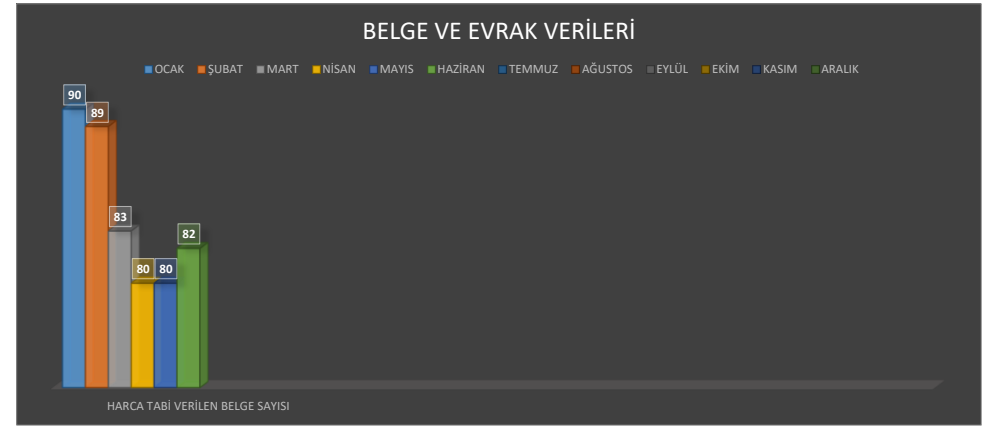 BELGE VE EVRAK VERİLERİ
OCAK ŞUBAT MART NİSAN MAYIS HAZİRAN TEMMUZ AĞUSTOS EYLÜL EKİM KASIM ARALIK
90
89
83
80 80
82
HARCA TABİ VERİLEN BELGE SAYISI